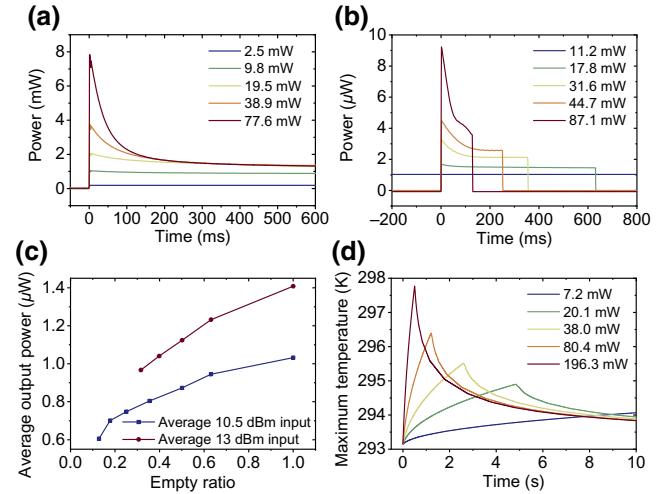 (a)
8
6
4
2
0
Power (mW)
2.5 mW
9.8 mW
19.5 mW
38.9 mW
77.6 mW
0 100 200 300 400 500 600
Time (ms)
(b)
10
8
6
4
2
0
Power (μW)
11.2 mW
17.8 mW
31.6 mW
44.7 mW
87.1 mW
−200 0 200 400 600 800
Time (ms)
(c)
1.4
1.2
1.0
0.8
0.6
Average output power (μW)
Average 10.5 dBm input
Average 13 dBm input
0.0 0.2 0.4 0.6 0.8 1.0
Empty ratio
(d)
298
297
296
295
294
293
Maximum temperature (K)
7.2 mW
20.1 mW
38.0 mW
80.4 mW
196.3 mW
0 2 4 6 8 10
Time (s)